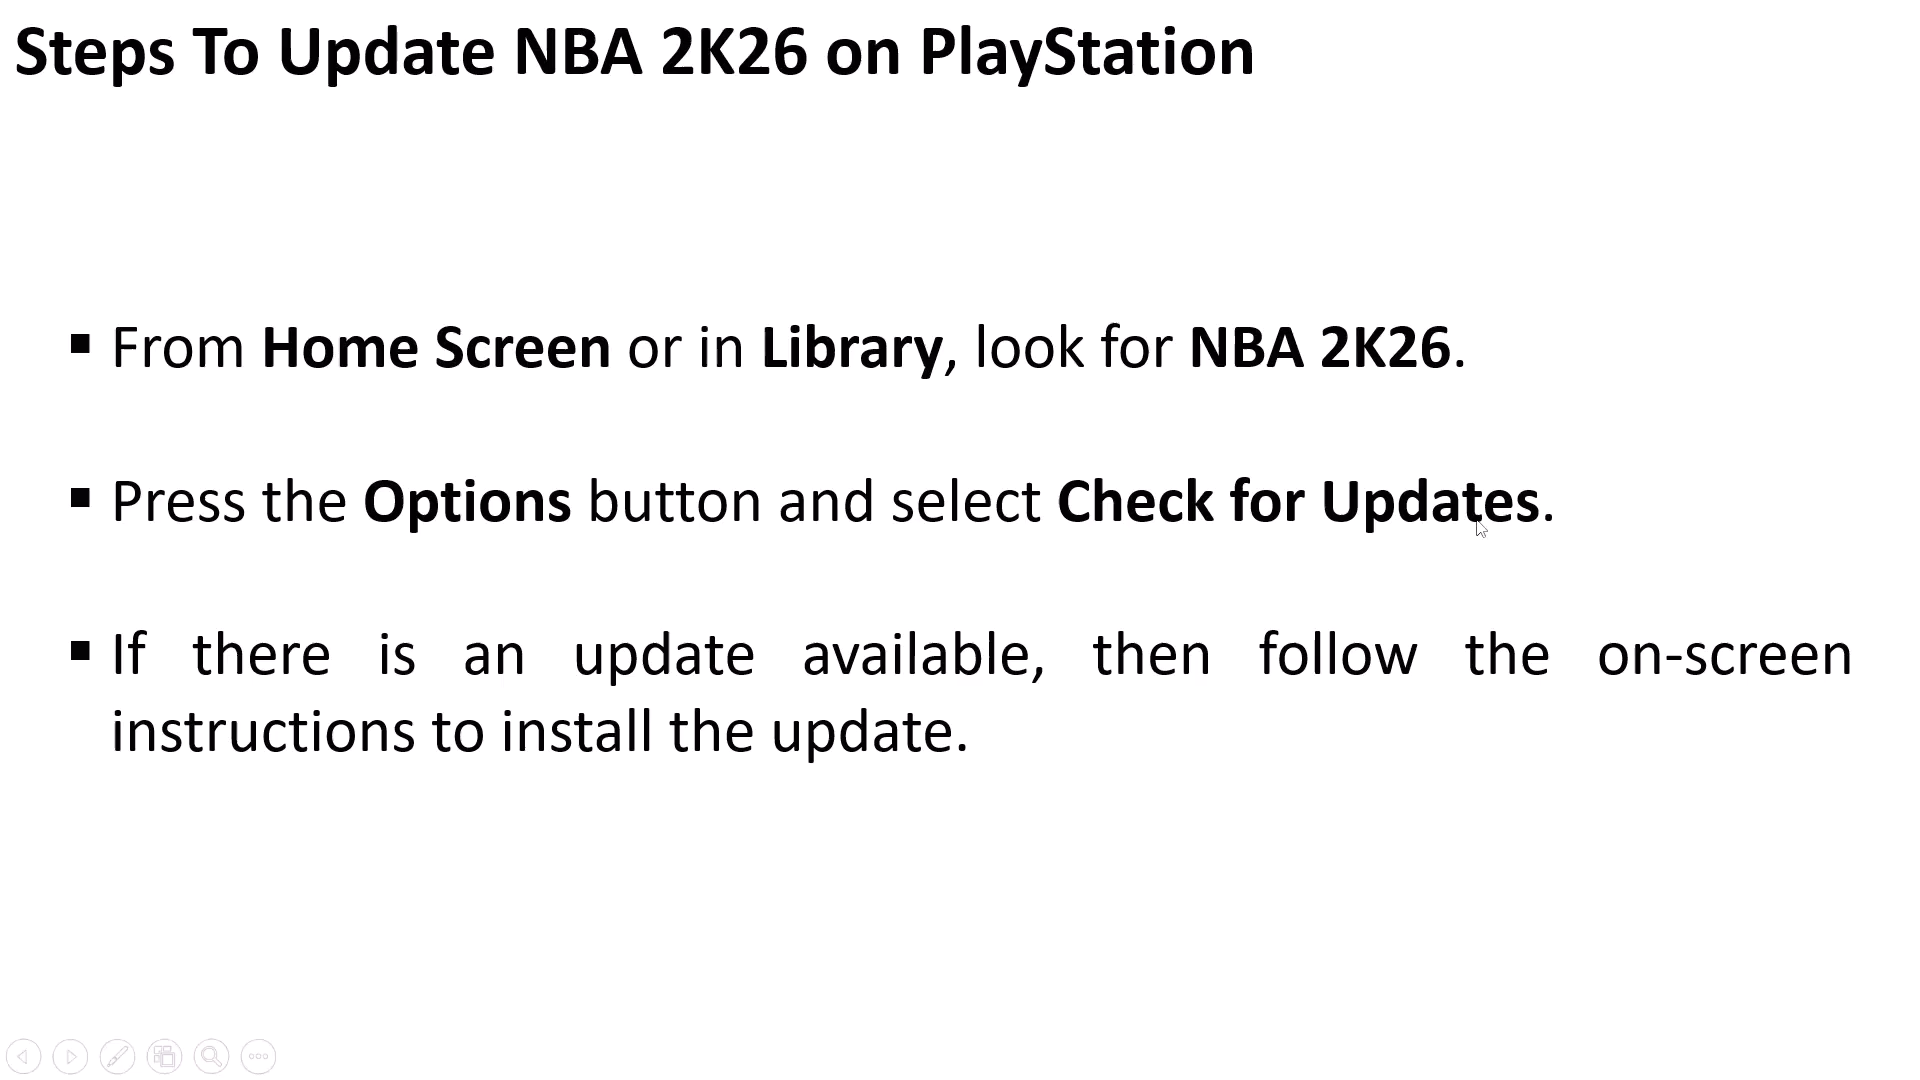 Steps To Update NBA 2K26 on PlayStation
▪ From Home Screen or in Library, look for NBA 2K26.
▪ Press the Options button and select Check for Updates.
▪ If there is an update available, then follow the on-screen
instructions to install the update.